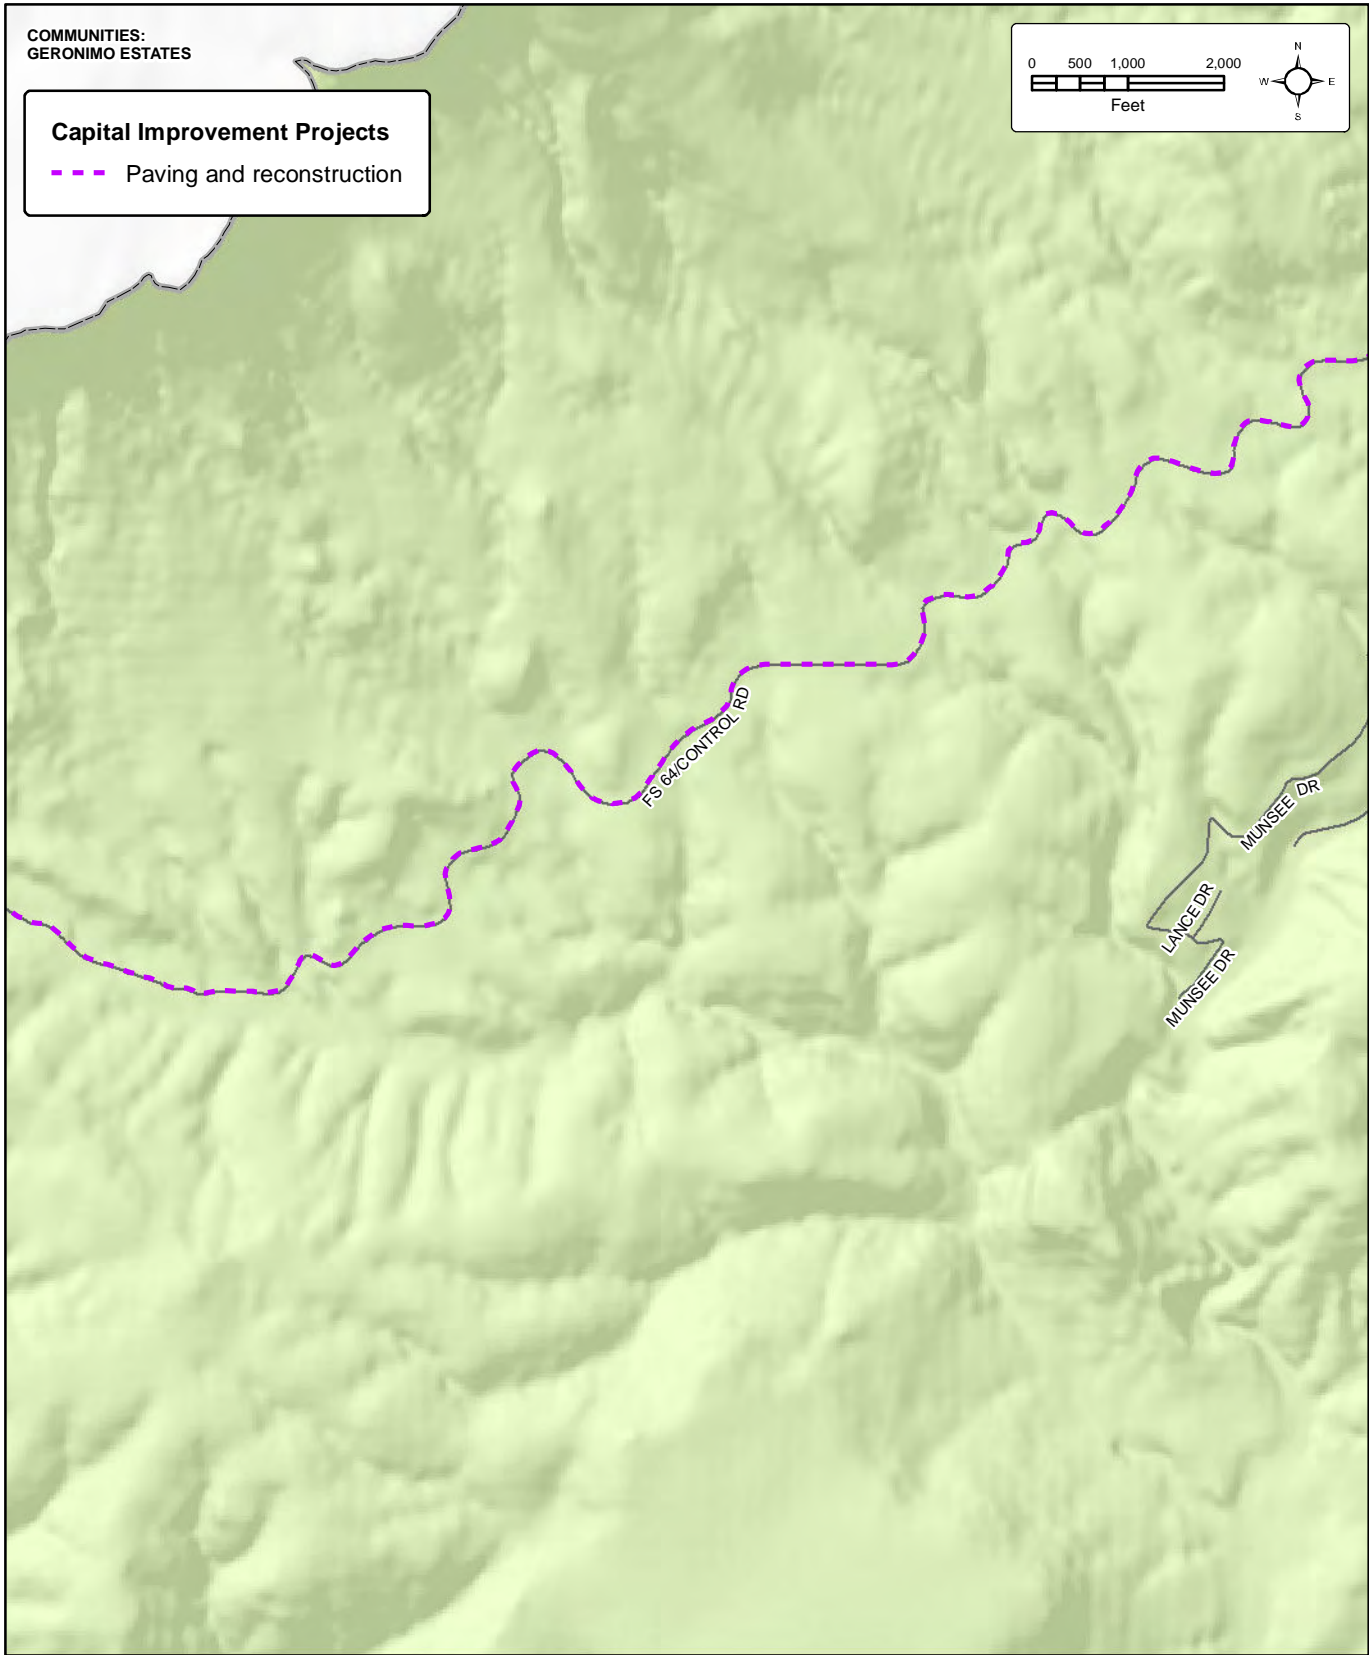 COMMUNITIES:
GERONIMO ESTATES
Capital Improvement Projects
Paving and reconstruction
0 500 1,000 2,000
Feet
N
W E
S
FS 64/CONTROL RD
MUNSEE DR
LANCE DR
MUNSEE DR